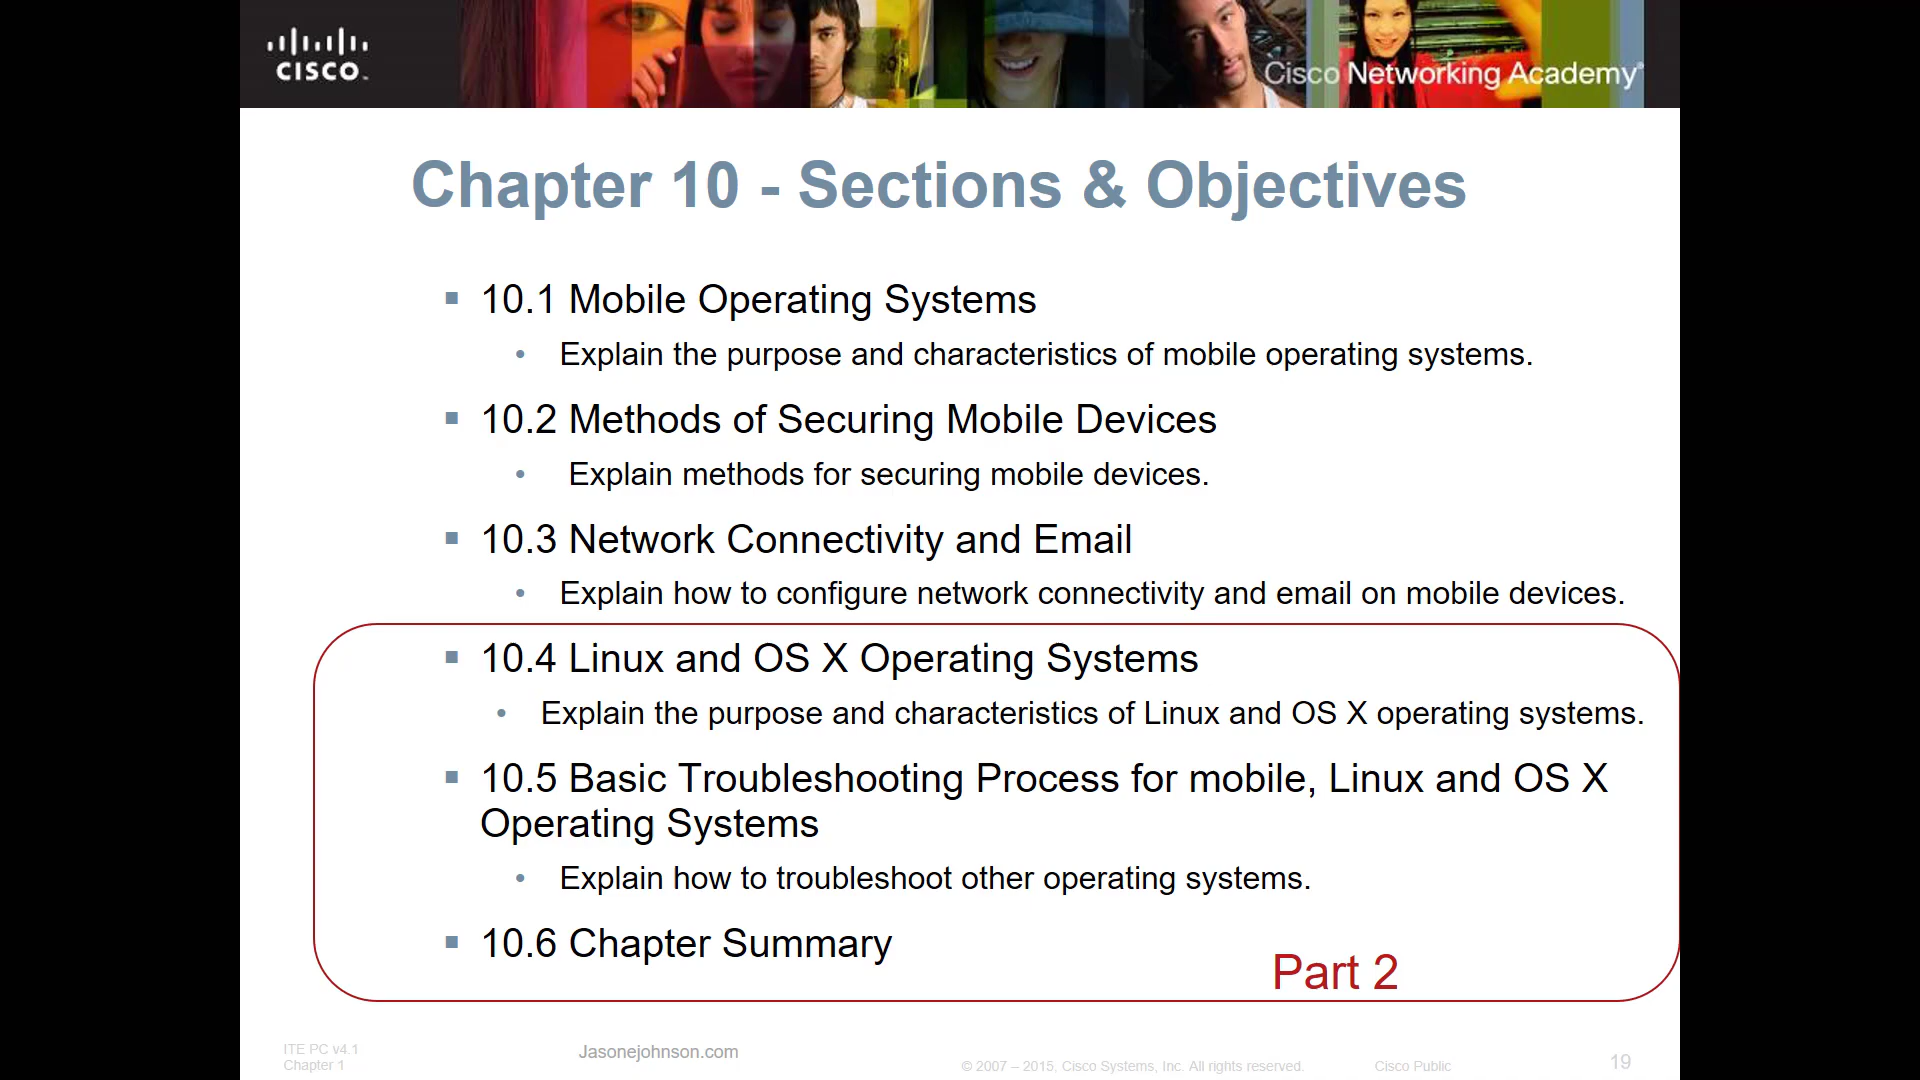 CISCO
Cisco Networking Academy®
Chapter 10 - Sections & Objectives
10.1 Mobile Operating Systems
Explain the purpose and characteristics of mobile operating systems.
10.2 Methods of Securing Mobile Devices
Explain methods for securing mobile devices.
10.3 Network Connectivity and Email
Explain how to configure network connectivity and email on mobile devices.
10.4 Linux and OS X Operating Systems
Explain the purpose and characteristics of Linux and OS X operating systems.
10.5 Basic Troubleshooting Process for mobile, Linux and OS X
Operating Systems
Explain how to troubleshoot other operating systems.
10.6 Chapter Summary
Part 2
ITE PC v4.1
Chapter 1
Jasonejohnson.com
© 2007 – 2015, Cisco Systems, Inc. All rights reserved.
Cisco Public
19